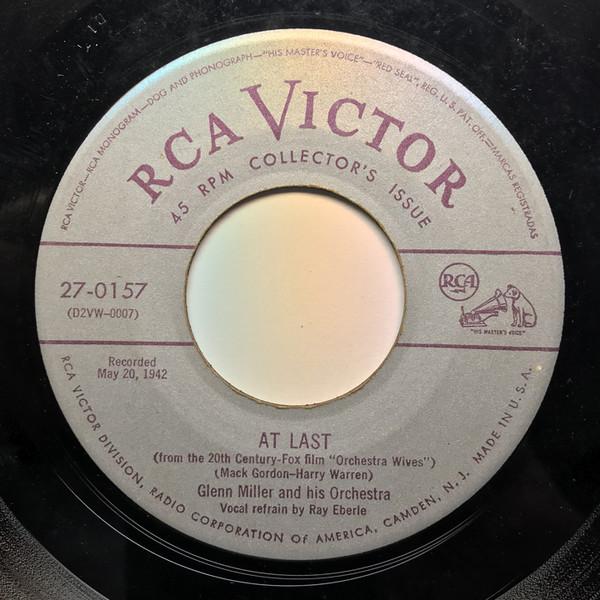 RCA VICTOR—RCA MONOGRAM—DOG AND PHONOGRAPH—"HIS MASTER'S VOICE"—"RED SEAL", REG. U. S. PAT. OFF.—MARCAS REGISTRADAS
RCA VICTOR
45 RPM COLLECTOR'S ISSUE
27-0157
(D2VW-0007)
RCA
"HIS MASTER'S VOICE"
Recorded
May 20, 1942
AT LAST
(from the 20th Century-Fox film "Orchestra Wives")
(Mack Gordon-Harry Warren)
Glenn Miller and his Orchestra
Vocal refrain by Ray Eberle
RCA VICTOR DIVISION, RADIO CORPORATION OF AMERICA, CAMDEN, N. J. MADE IN U. S. A.